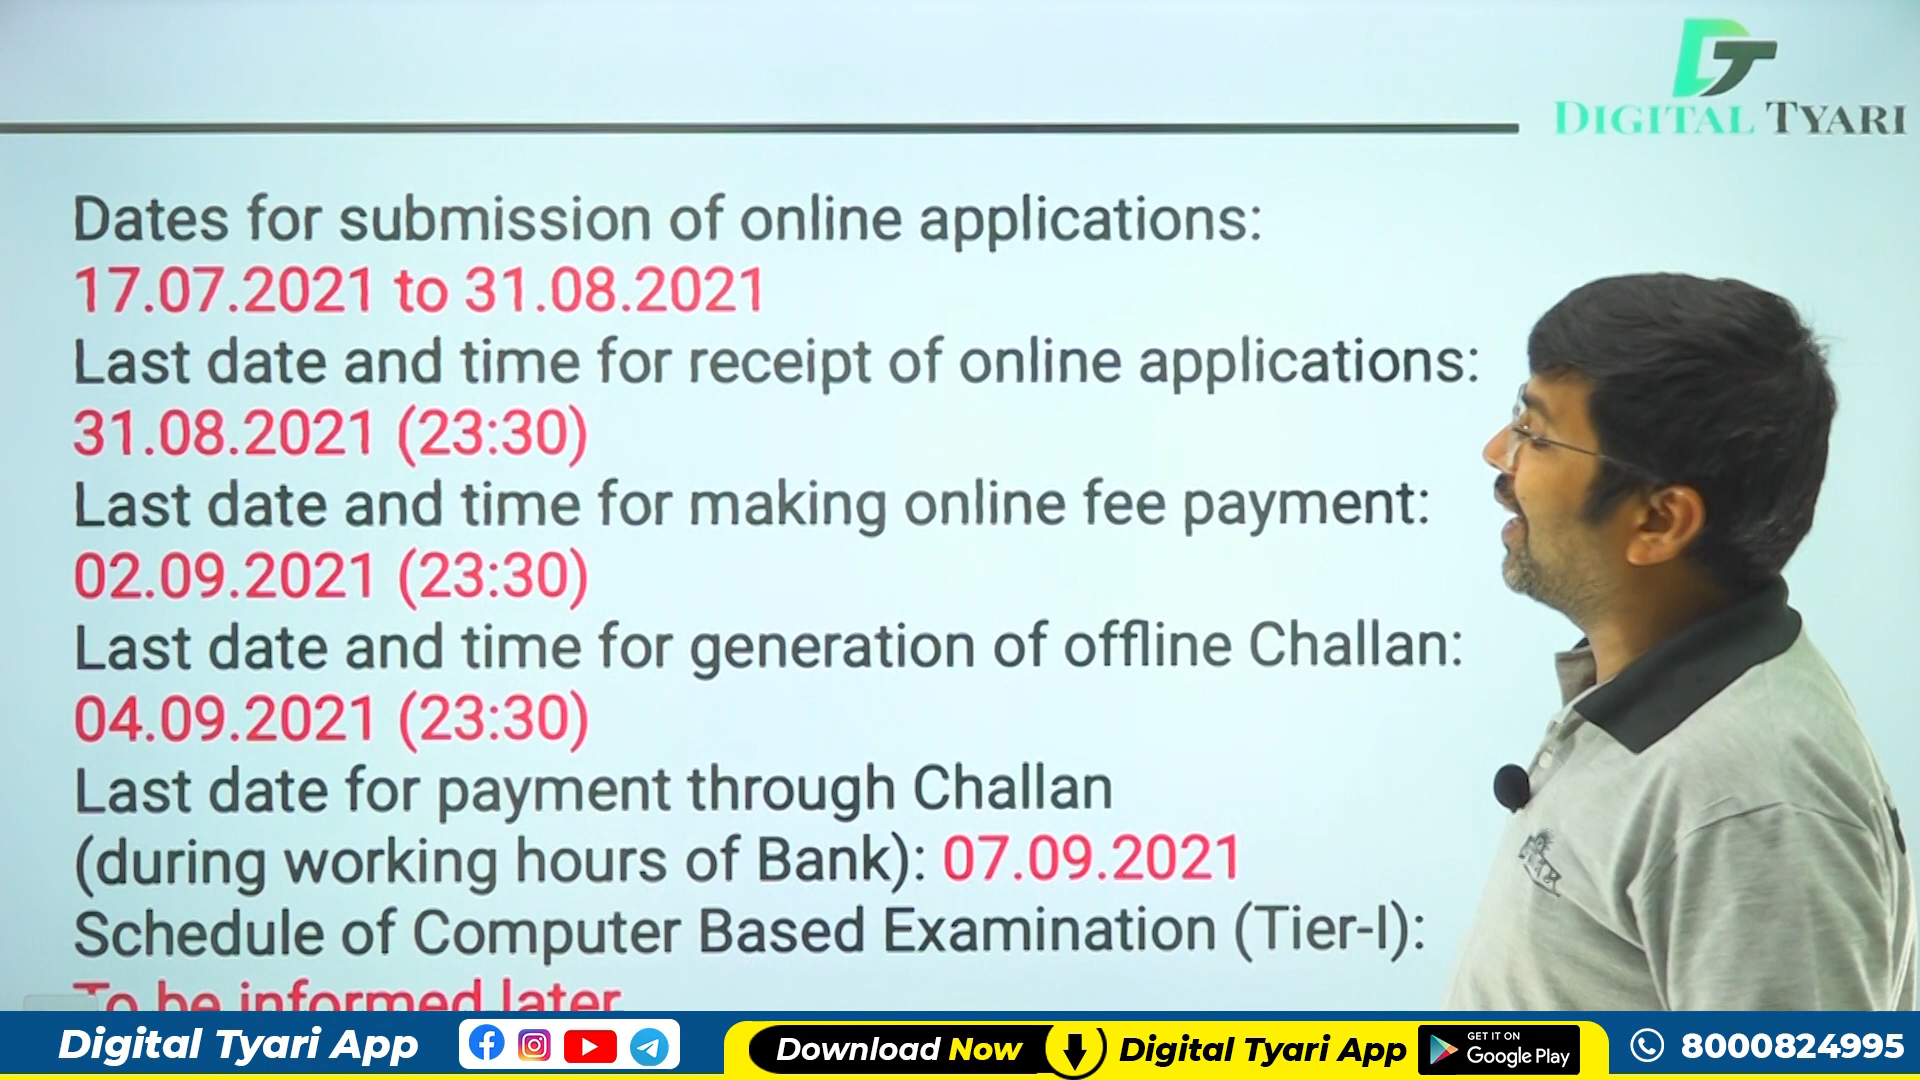 DT
DIGITAL TYARI
Dates for submission of online applications:
17.07.2021 to 31.08.2021
Last date and time for receipt of online applications:
31.08.2021 (23:30)
Last date and time for making online fee payment:
02.09.2021 (23:30)
Last date and time for generation of offline Challan:
04.09.2021 (23:30)
Last date for payment through Challan
(during working hours of Bank): 07.09.2021
Schedule of Computer Based Examination (Tier-I):
To be informed later
Digital Tyari App
Download Now
Digital Tyari App
GET IT ON
Google Play
8000824995